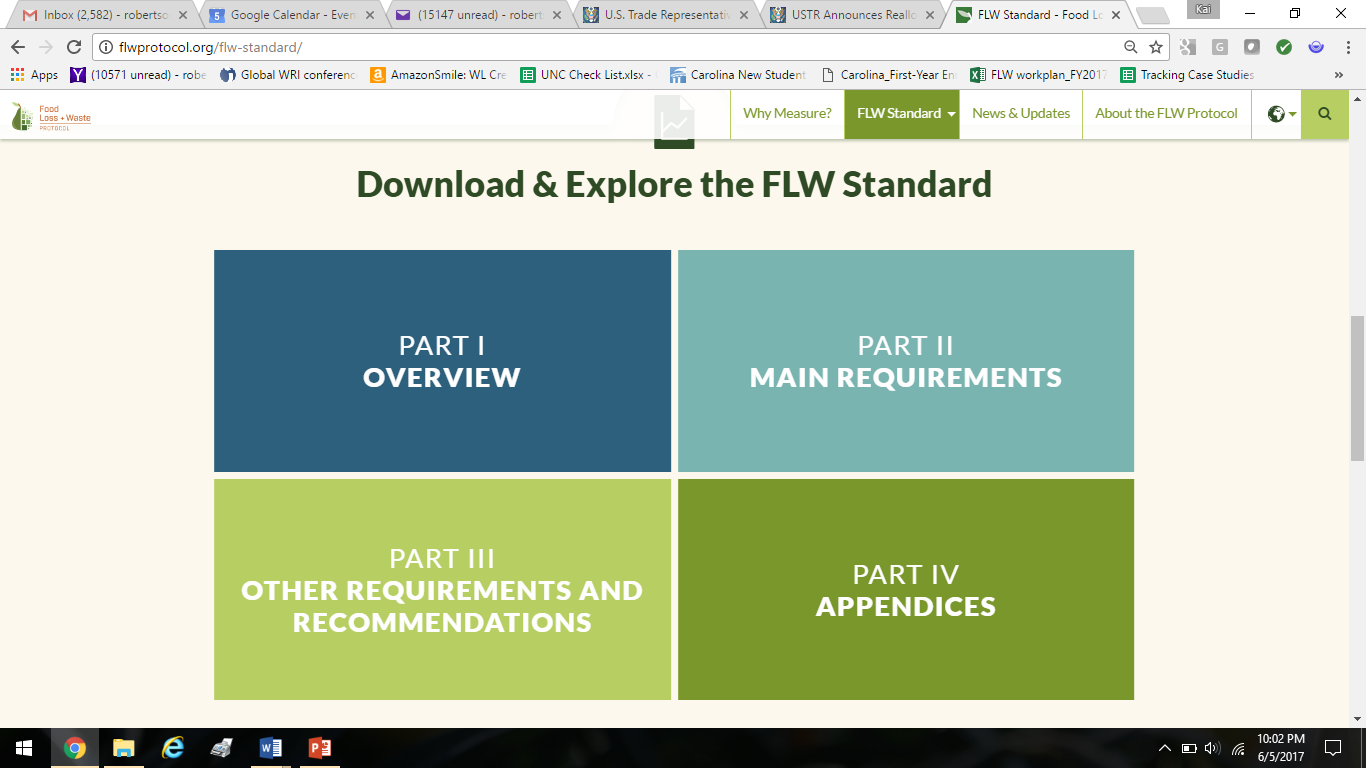 Inbox (2,582) - robertso
Google Calendar - Even
(15147 unread) - robert
U.S. Trade Representativ
USTR Announces Reallo
FLW Standard - Food Lo
Kai
flwprotocol.org/flw-standard/
Apps
(10571 unread) - robe
Global WRI conferenc
AmazonSmile: WL Cre
UNC Check List.xlsx -
Carolina New Student
Carolina_First-Year En
FLW workplan_FY2017
Tracking Case Studies
»
Food
Loss + Waste
PROTOCOL
Why Measure?
FLW Standard
News & Updates
About the FLW Protocol
Download & Explore the FLW Standard
PART I
OVERVIEW
PART II
MAIN REQUIREMENTS
PART III
OTHER REQUIREMENTS AND
RECOMMENDATIONS
PART IV
APPENDICES
10:02 PM
6/5/2017